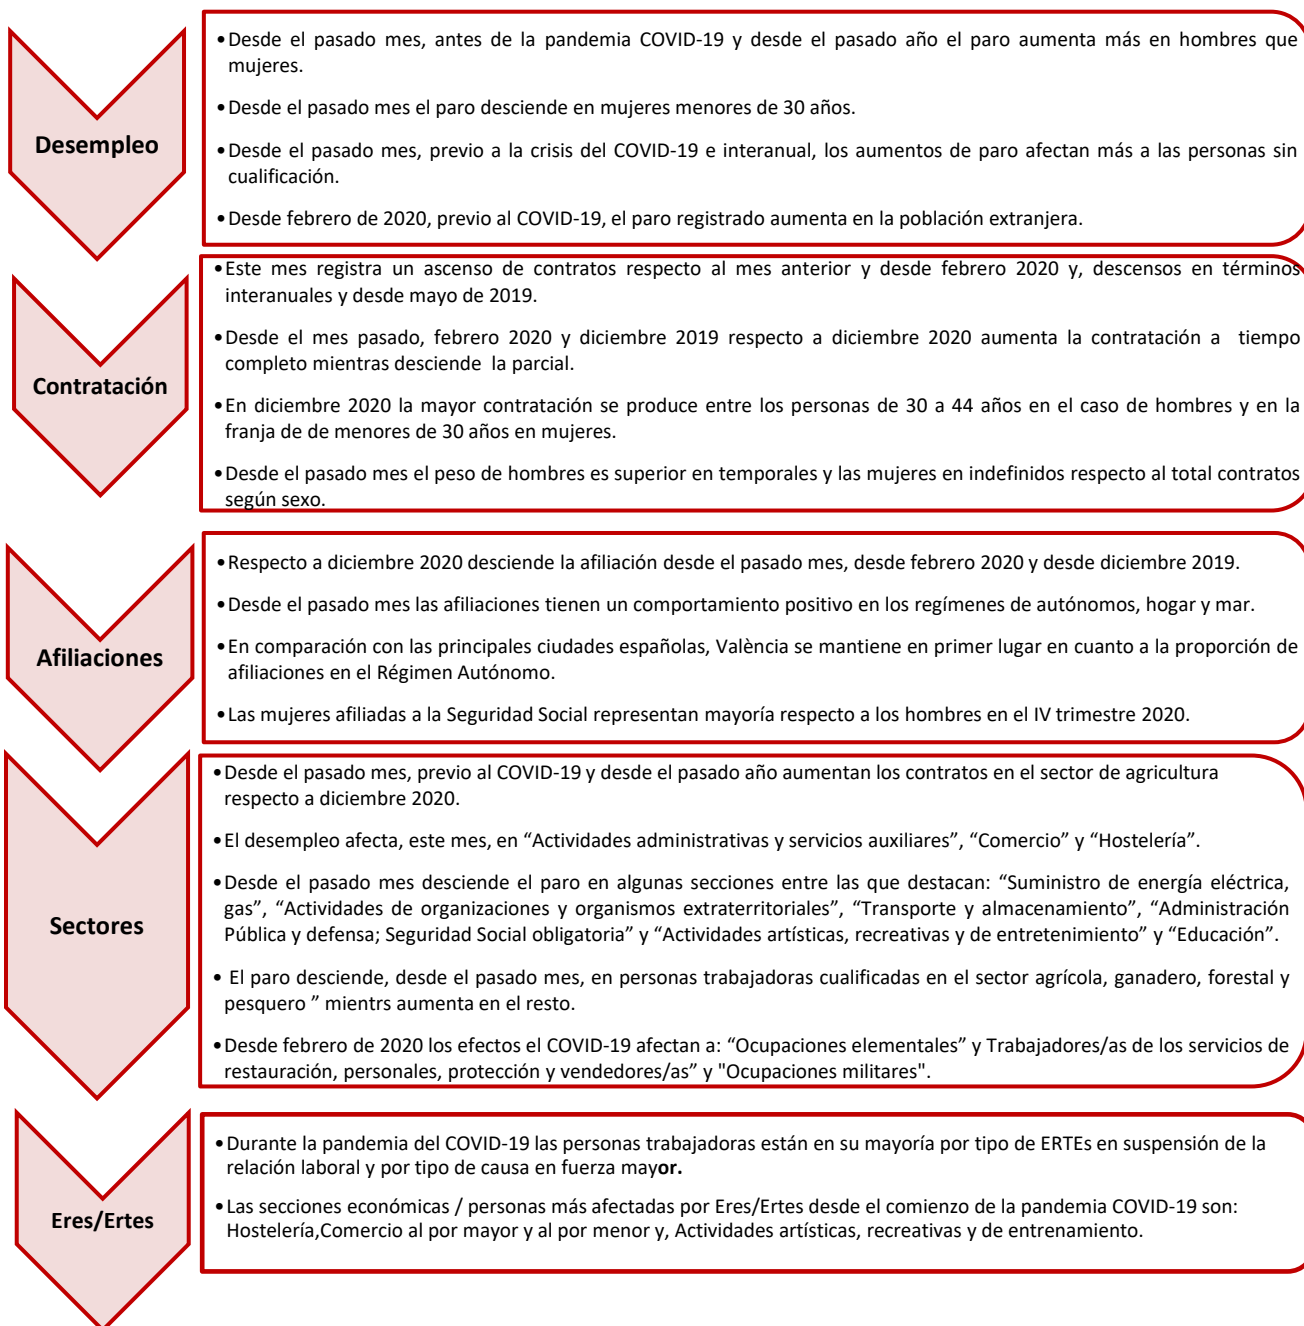 Desempleo
•Desde el pasado mes, antes de la pandemia COVID-19 y desde el pasado año el paro aumenta más en hombres que
mujeres.
•Desde el pasado mes el paro desciende en mujeres menores de 30 años.
•Desde el pasado mes, previo a la crisis del COVID-19 e interanual, los aumentos de paro afectan más a las personas sin
cualificación.
•Desde febrero de 2020, previo al COVID-19, el paro registrado aumenta en la población extranjera.
Contratación
•Este mes registra un ascenso de contratos respecto al mes anterior y desde febrero 2020 y, descensos en términos
interanuales y desde mayo de 2019.
•Desde el mes pasado, febrero 2020 y diciembre 2019 respecto a diciembre 2020 aumenta la contratación a tiempo
completo mientras desciende la parcial.
•En diciembre 2020 la mayor contratación se produce entre los personas de 30 a 44 años en el caso de hombres y en la
franja de de menores de 30 años en mujeres.
•Desde el pasado mes el peso de hombres es superior en temporales y las mujeres en indefinidos respecto al total contratos
según sexo.
Afiliaciones
•Respecto a diciembre 2020 desciende la afiliación desde el pasado mes, desde febrero 2020 y desde diciembre 2019.
•Desde el pasado mes las afiliaciones tienen un comportamiento positivo en los regímenes de autónomos, hogar y mar.
•En comparación con las principales ciudades españolas, València se mantiene en primer lugar en cuanto a la proporción de
afiliaciones en el Régimen Autónomo.
•Las mujeres afiliadas a la Seguridad Social representan mayoría respecto a los hombres en el IV trimestre 2020.
Sectores
•Desde el pasado mes, previo al COVID-19 y desde el pasado año aumentan los contratos en el sector de agricultura
respecto a diciembre 2020.
•El desempleo afecta, este mes, en “Actividades administrativas y servicios auxiliares”, “Comercio” y “Hostelería”.
•Desde el pasado mes desciende el paro en algunas secciones entre las que destacan: “Suministro de energía eléctrica,
gas”, “Actividades de organizaciones y organismos extraterritoriales”, “Transporte y almacenamiento”, “Administración
Pública y defensa; Seguridad Social obligatoria” y “Actividades artísticas, recreativas y de entretenimiento” y “Educación”.
• El paro desciende, desde el pasado mes, en personas trabajadoras cualificadas en el sector agrícola, ganadero, forestal y
pesquero ” mientrs aumenta en el resto.
•Desde febrero de 2020 los efectos el COVID-19 afectan a: “Ocupaciones elementales” y Trabajadores/as de los servicios de
restauración, personales, protección y vendedores/as” y "Ocupaciones militares".
Eres/Ertes
•Durante la pandemia del COVID-19 las personas trabajadoras están en su mayoría por tipo de ERTEs en suspensión de la
relación laboral y por tipo de causa en fuerza mayor.
•Las secciones económicas / personas más afectadas por Eres/Ertes desde el comienzo de la pandemia COVID-19 son:
Hostelería,Comercio al por mayor y al por menor y, Actividades artísticas, recreativas y de entrenamiento.